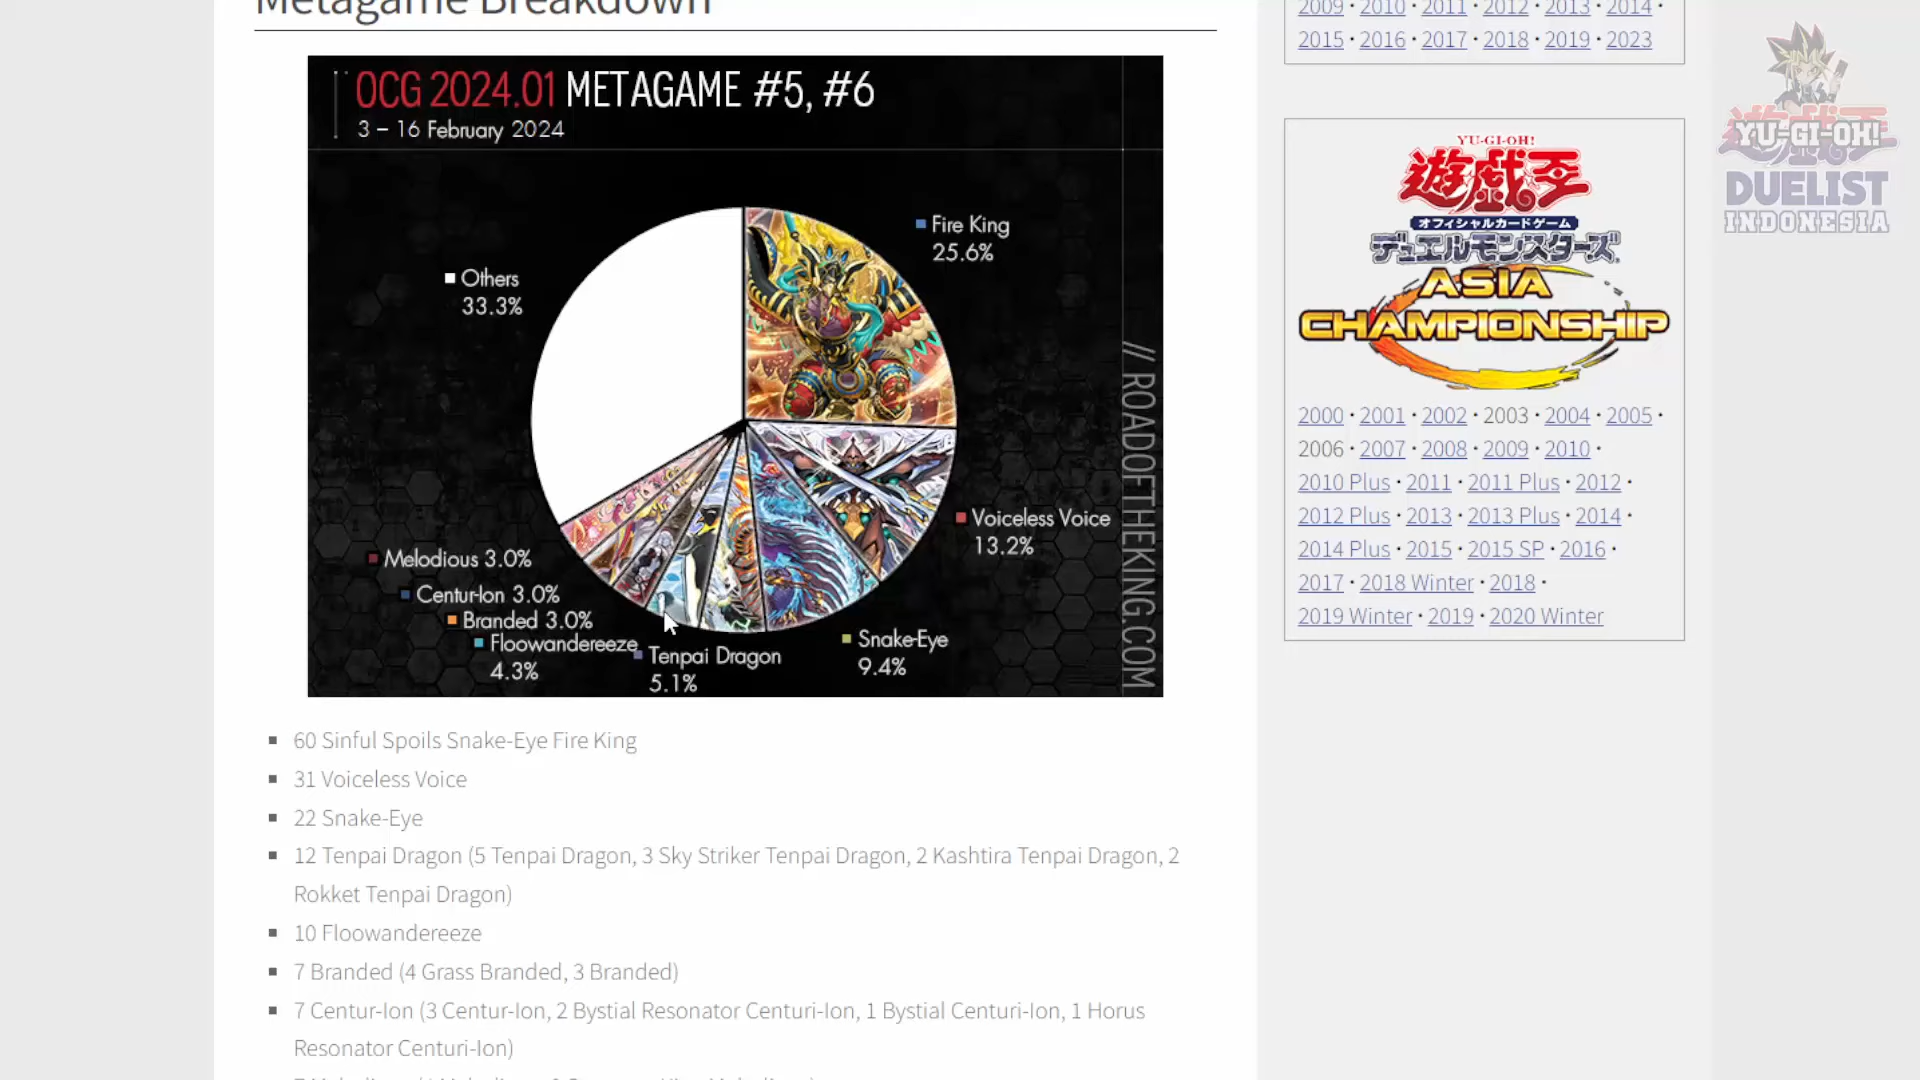 Metagame Breakdown
OCG 2024.01 METAGAME #5, #6
3 – 16 February 2024
Fire King
25.6%
Others
33.3%
Voiceless Voice
13.2%
Melodious 3.0%
Centur-Ion 3.0%
Branded 3.0%
Floowandereeze
4.3%
Tenpai Dragon
5.1%
Snake-Eye
9.4%
// ROADOFTHEKING.COM
▪ 60 Sinful Spoils Snake-Eye Fire King
▪ 31 Voiceless Voice
▪ 22 Snake-Eye
▪ 12 Tenpai Dragon (5 Tenpai Dragon, 3 Sky Striker Tenpai Dragon, 2 Kashtira Tenpai Dragon, 2
Rokket Tenpai Dragon)
▪ 10 Floowandereeze
▪ 7 Branded (4 Grass Branded, 3 Branded)
▪ 7 Centur-Ion (3 Centur-Ion, 2 Bystial Resonator Centuri-Ion, 1 Bystial Centuri-Ion, 1 Horus
Resonator Centuri-Ion)
2009 · 2010 · 2011 · 2012 · 2013 · 2014 ·
2015 · 2016 · 2017 · 2018 · 2019 · 2023
YU-GI-OH!
遊戯王
オフィシャルカードゲーム
デュエルモンスターズ
ASIA
CHAMPIONSHIP
2000 · 2001 · 2002 · 2003 · 2004 · 2005 ·
2006 · 2007 · 2008 · 2009 · 2010 ·
2010 Plus · 2011 · 2011 Plus · 2012 ·
2012 Plus · 2013 · 2013 Plus · 2014 ·
2014 Plus · 2015 · 2015 SP · 2016 ·
2017 · 2018 Winter · 2018 ·
2019 Winter · 2019 · 2020 Winter
YU-GI-OH!
DUELIST
INDONESIA